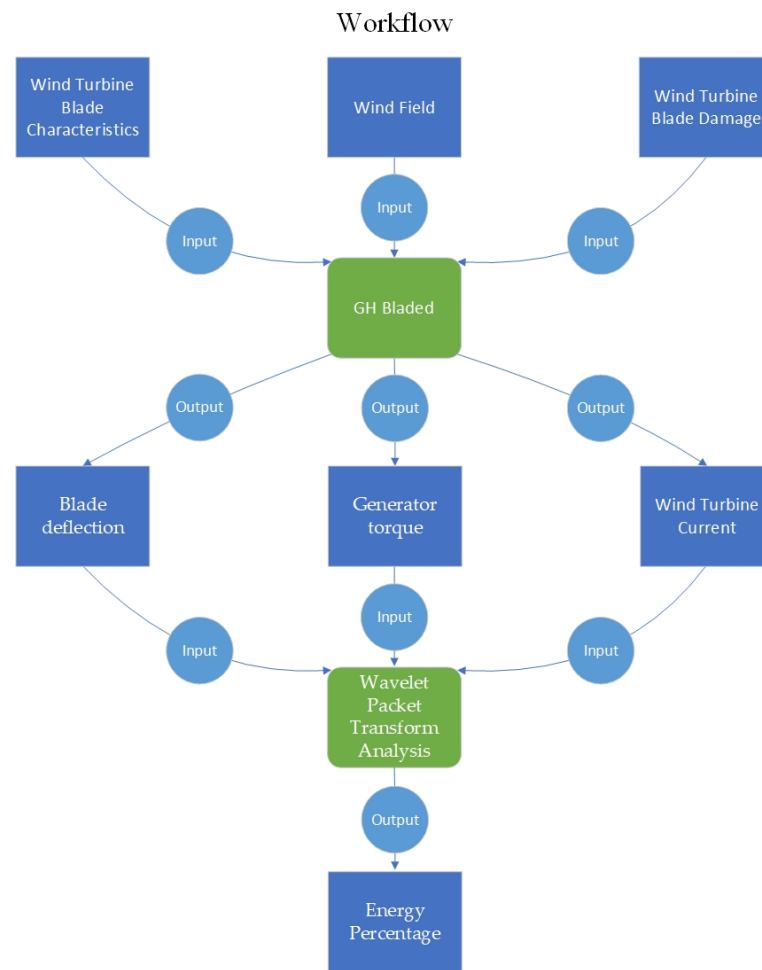 Workflow
Wind Turbine
Blade
Characteristics
Wind Field
Wind Turbine
Blade Damage
Input
Input
Input
GH Bladed
Output
Output
Output
Blade
deflection
Generator
torque
Wind Turbine
Current
Input
Input
Input
Wavelet
Packet
Transform
Analysis
Output
Energy
Percentage